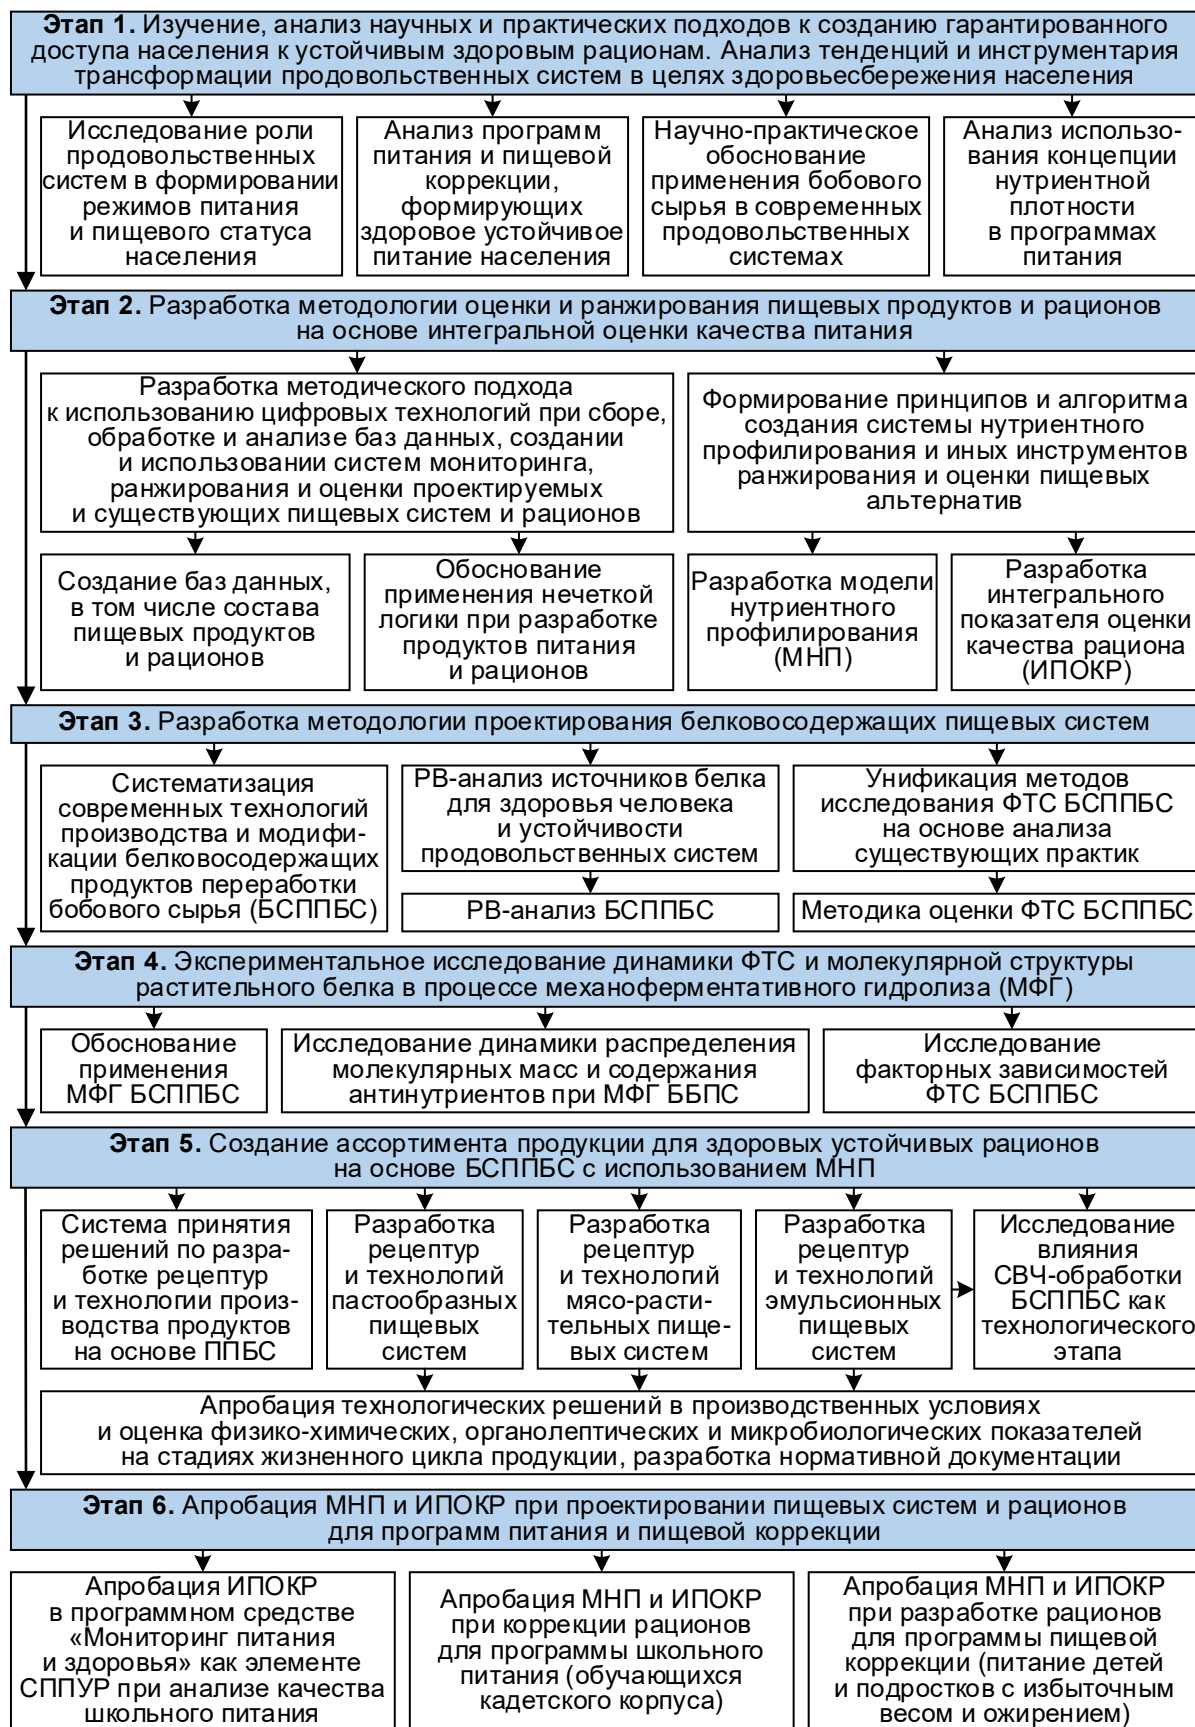 Этап 1. Изучение, анализ научных и практических подходов к созданию гарантированного
доступа населения к устойчивым здоровым рационам. Анализ тенденций и инструментария
трансформации продовольственных систем в целях здоровьесбережения населения
Исследование роли
продовольственных
систем в формировании
режимов питания
и пищевого статуса
населения
Анализ программ
питания и пищевой
коррекции,
формирующих
здоровое устойчивое
питание населения
Научно-практическое
обоснование
применения бобового
сырья в современных
продовольственных
системах
Анализ использо-
вания концепции
нутриентной
плотности
в программах
питания
Этап 2. Разработка методологии оценки и ранжирования пищевых продуктов и рационов
на основе интегральной оценки качества питания
Разработка методического подхода
к использованию цифровых технологий при сборе,
обработке и анализе баз данных, создании
и использовании систем мониторинга,
ранжирования и оценки проектируемых
и существующих пищевых систем и рационов
Формирование принципов и алгоритма
создания системы нутриентного
профилирования и иных инструментов
ранжирования и оценки пищевых
альтернатив
Создание баз данных,
в том числе состава
пищевых продуктов
и рационов
Обоснование
применения нечеткой
логики при разработке
продуктов питания
и рационов
Разработка модели
нутриентного
профилирования
(МНП)
Разработка
интегрального
показателя оценки
качества рациона
(ИПОКР)
Этап 3. Разработка методологии проектирования белковосодержащих пищевых систем
Систематизация
современных технологий
производства и модифи-
кации белковосодержащих
продуктов переработки
бобового сырья (БСППБС)
РВ-анализ источников белка
для здоровья человека
и устойчивости
продовольственных систем
Унификация методов
исследования ФТС БСППБС
на основе анализа
существующих практик
РВ-анализ БСППБС
Методика оценки ФТС БСППБС
Этап 4. Экспериментальное исследование динамики ФТС и молекулярной структуры
растительного белка в процессе механоферментативного гидролиза (МФГ)
Обоснование
применения
МФГ БСППБС
Исследование динамики распределения
молекулярных масс и содержания
антинутриентов при МФГ ББПС
Исследование
факторных зависимостей
ФТС БСППБС
Этап 5. Создание ассортимента продукции для здоровых устойчивых рационов
на основе БСППБС с использованием МНП
Система принятия
решений по разра-
ботке рецептур
и технологии произ-
водства продуктов
на основе ППБС
Разработка
рецептур
и технологий
пастообразных
пищевых
систем
Разработка
рецептур
и технологий
мясо-расти-
тельных пище-
вых систем
Разработка
рецептур
и технологий
эмульсионных
пищевых
систем
Исследование
влияния
СВЧ-обработки
БСППБС как
технологического
этапа
Апробация технологических решений в производственных условиях
и оценка физико-химических, органолептических и микробиологических показателей
на стадиях жизненного цикла продукции, разработка нормативной документации
Этап 6. Апробация МНП и ИПОКР при проектировании пищевых систем и рационов
для программ питания и пищевой коррекции
Апробация ИПОКР
в программном средстве
«Мониторинг питания
и здоровья» как элементе
СППУР при анализе качества
школьного питания
Апробация МНП и ИПОКР
при коррекции рационов
для программы школьного
питания (обучающихся
кадетского корпуса)
Апробация МНП и ИПОКР
при разработке рационов
для программы пищевой
коррекции (питание детей
и подростков с избыточным
весом и ожирением)